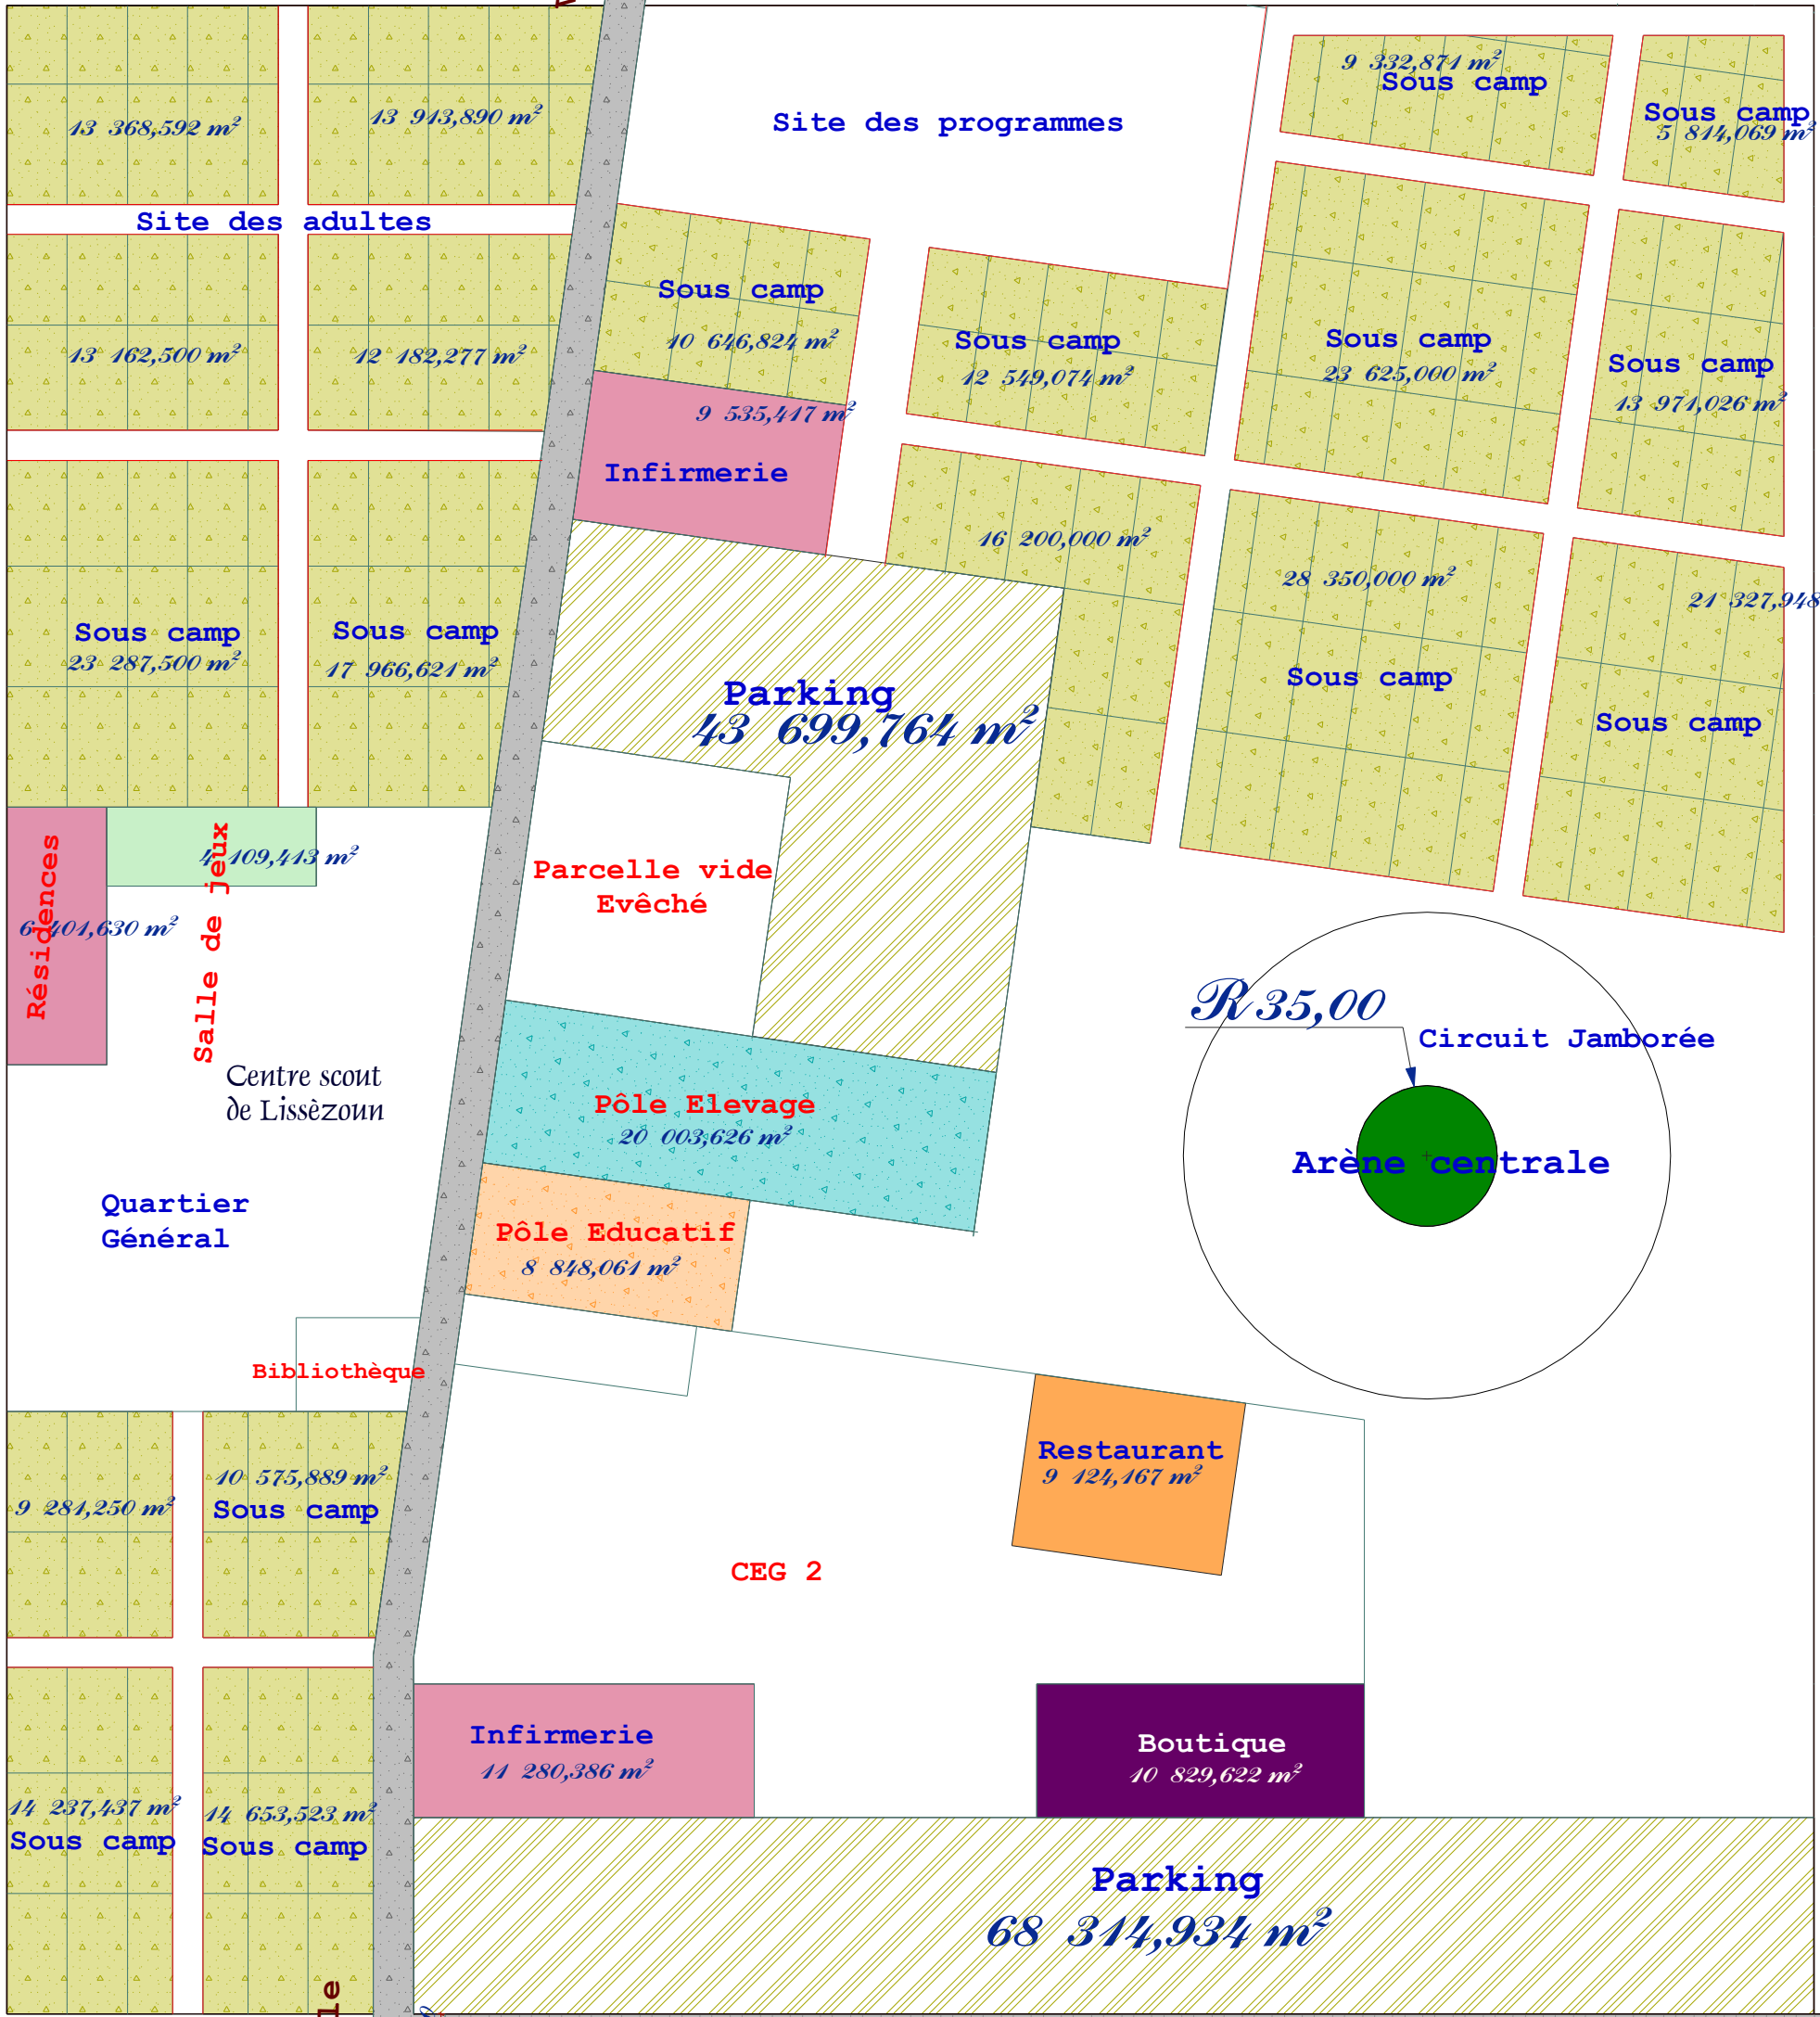 9 332,871 m²
Sous camp
Sous camp
5 814,069 m²
13 368,592 m²
13 913,890 m²
Site des programmes
Site des adultes
Sous camp
10 646,824 m²
Sous camp
12 549,074 m²
Sous camp
23 625,000 m²
Sous camp
13 971,026 m²
13 162,500 m²
12 182,277 m²
9 535,417 m²
Infirmerie
16 200,000 m²
28 350,000 m²
Sous camp
21 327,948
Sous camp
Sous camp
23 287,500 m²
Sous camp
17 966,621 m²
Parking
43 699,764 m²
4 109,413 m²
Résidences
6 401,630 m²
Salle de jeux
Parcelle vide
Evêché
R 35,00
Circuit Jamborée
Centre scout
de Lissèzoun
Pôle Elevage
20 003,626 m²
Arène centrale
Quartier
Général
Pôle Educatif
8 848,061 m²
Bibliothèque
9 281,250 m²
10 575,889 m²
Sous camp
Restaurant
9 124,167 m²
CEG 2
Infirmerie
11 280,386 m²
Boutique
10 829,622 m²
14 237,437 m²
Sous camp
14 653,523 m²
Sous camp
Parking
68 314,934 m²
le